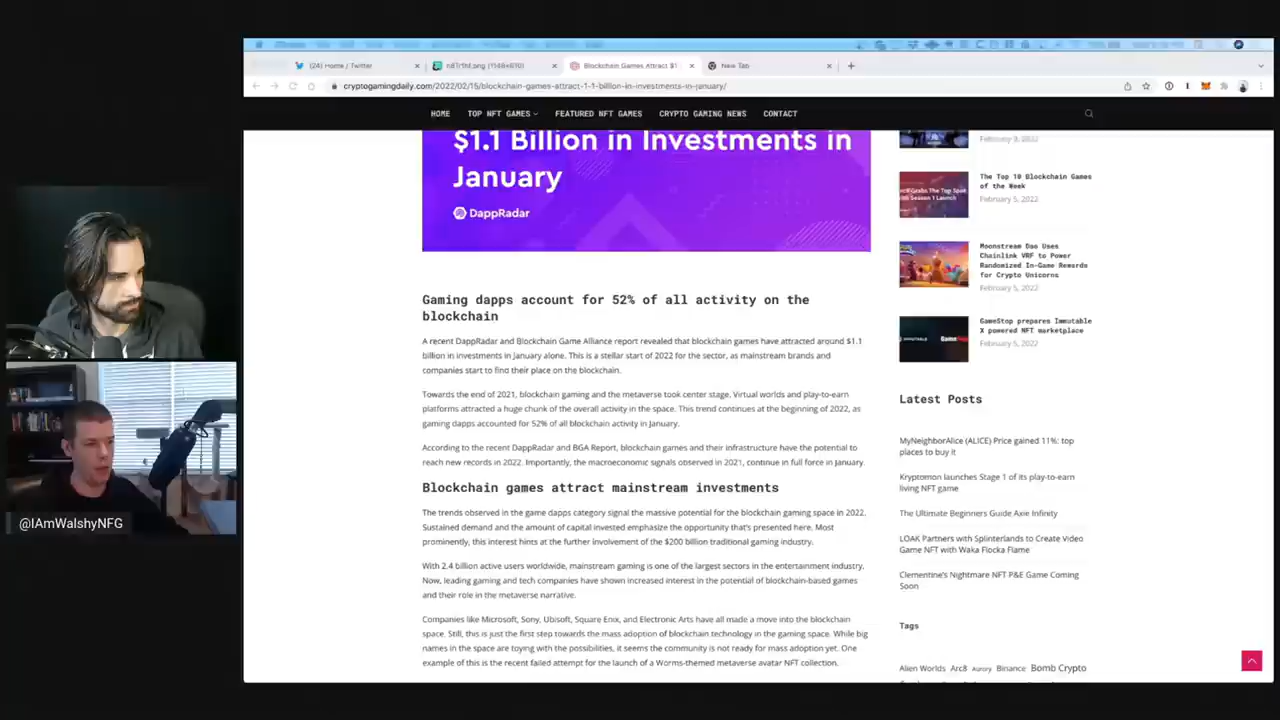 (24) Home / Twitter
n8TrfhI.png (1148×610)
Blockchain Games Attract $1
New Tab
cryptogamingdaily.com/2022/02/15/blockchain-games-attract-1-1-billion-in-investments-in-january/
HOME
TOP NFT GAMES
FEATURED NFT GAMES
CRYPTO GAMING NEWS
CONTACT
$1.1 Billion in Investments in
January
DappRadar
Gaming dapps account for 52% of all activity on the
blockchain
A recent DappRadar and Blockchain Game Alliance report revealed that blockchain games have attracted around $1.1
billion in investments in January alone. This is a stellar start of 2022 for the sector, as mainstream brands and
companies start to find their place on the blockchain.
Towards the end of 2021, blockchain gaming and the metaverse took center stage. Virtual worlds and play-to-earn
platforms attracted a huge chunk of the overall activity in the space. This trend continues at the beginning of 2022, as
gaming dapps accounted for 52% of all blockchain activity in January.
According to the recent DappRadar and BGA Report, blockchain games and their infrastructure have the potential to
reach new records in 2022. Importantly, the macroeconomic signals observed in 2021, continue in full force in January.
Blockchain games attract mainstream investments
The trends observed in the game dapps category signal the massive potential for the blockchain gaming space in 2022.
Sustained demand and the amount of capital invested emphasize the opportunity that's presented here. Most
prominently, this interest hints at the further involvement of the $200 billion traditional gaming industry.
With 2.4 billion active users worldwide, mainstream gaming is one of the largest sectors in the entertainment industry.
Now, leading gaming and tech companies have shown increased interest in the potential of blockchain-based games
and their role in the metaverse narrative.
Companies like Microsoft, Sony, Ubisoft, Square Enix, and Electronic Arts have all made a move into the blockchain
space. Still, this is just the first step towards the mass adoption of blockchain technology in the gaming space. While big
names in the space are toying with the possibilities, it seems the community is not ready for mass adoption yet. One
example of this is the recent failed attempt for the launch of a Worms-themed metaverse avatar NFT collection.
February 9, 2022
The Top 10 Blockchain Games
of the Week
February 5, 2022
Moonstream Dao Uses
Chainlink VRF to Power
Randomized In-Game Rewards
for Crypto Unicorns
February 5, 2022
GameStop prepares Immutable
X powered NFT marketplace
February 5, 2022
Latest Posts
MyNeighborAlice (ALICE) Price gained 11%: top
places to buy it
Kryptomon launches Stage 1 of its play-to-earn
living NFT game
The Ultimate Beginners Guide Axie Infinity
LOAK Partners with Splinterlands to Create Video
Game NFT with Waka Flocka Flame
Clementine's Nightmare NFT P&E Game Coming
Soon
Tags
Alien Worlds Arc8 Aurory Binance Bomb Crypto
@IAmWalshyNFG